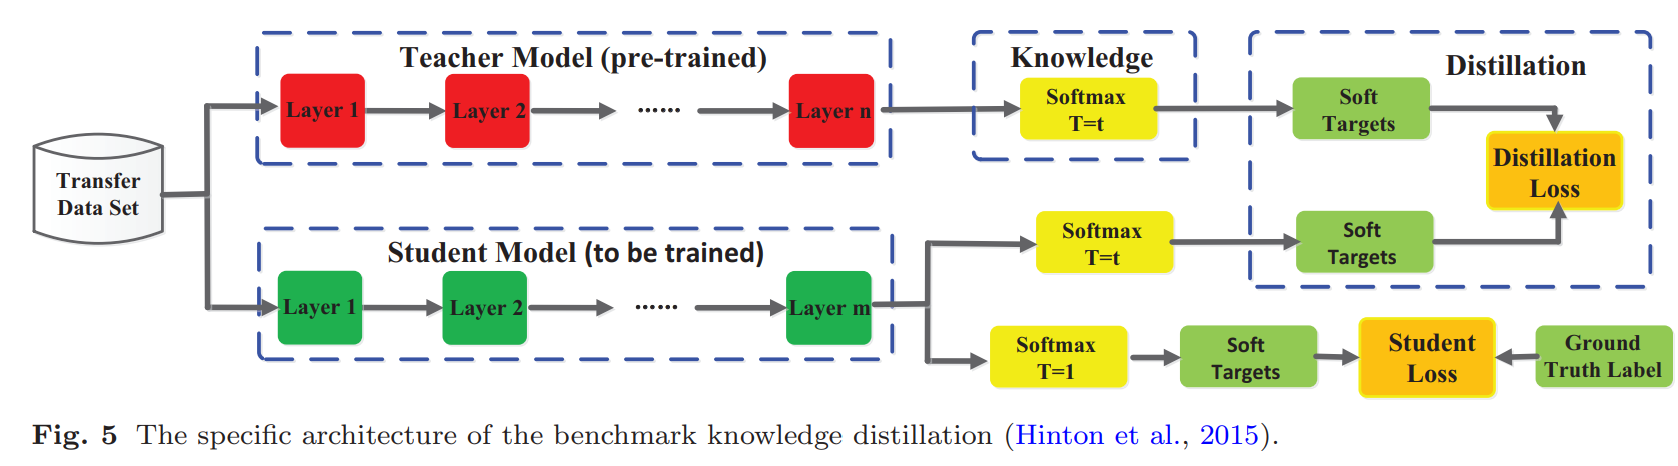 Transfer
Data Set
Teacher Model (pre-trained)
Layer 1
Layer 2
······
Layer n
Knowledge
Softmax
T=t
Distillation
Soft
Targets
Distillation
Loss
Student Model (to be trained)
Layer 1
Layer 2
······
Layer m
Softmax
T=t
Soft
Targets
Softmax
T=1
Soft
Targets
Student
Loss
Ground
Truth Label
Fig. 5 The specific architecture of the benchmark knowledge distillation (Hinton et al., 2015).